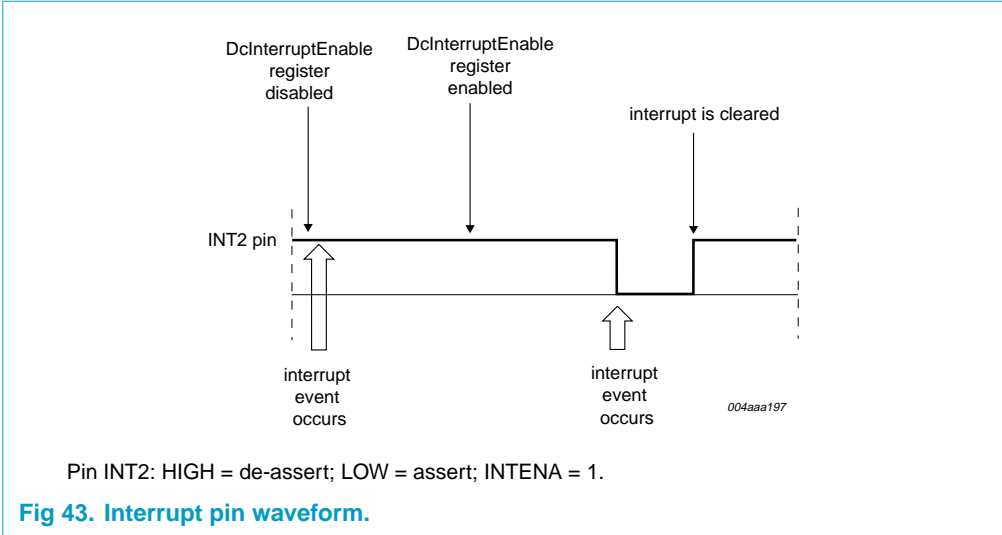 DcInterruptEnable
register
disabled
DcInterruptEnable
register
enabled
interrupt is cleared
INT2 pin
interrupt
event
occurs
interrupt
event
occurs
004aaa197
Pin INT2: HIGH = de-assert; LOW = assert; INTENA = 1.
Fig 43. Interrupt pin waveform.